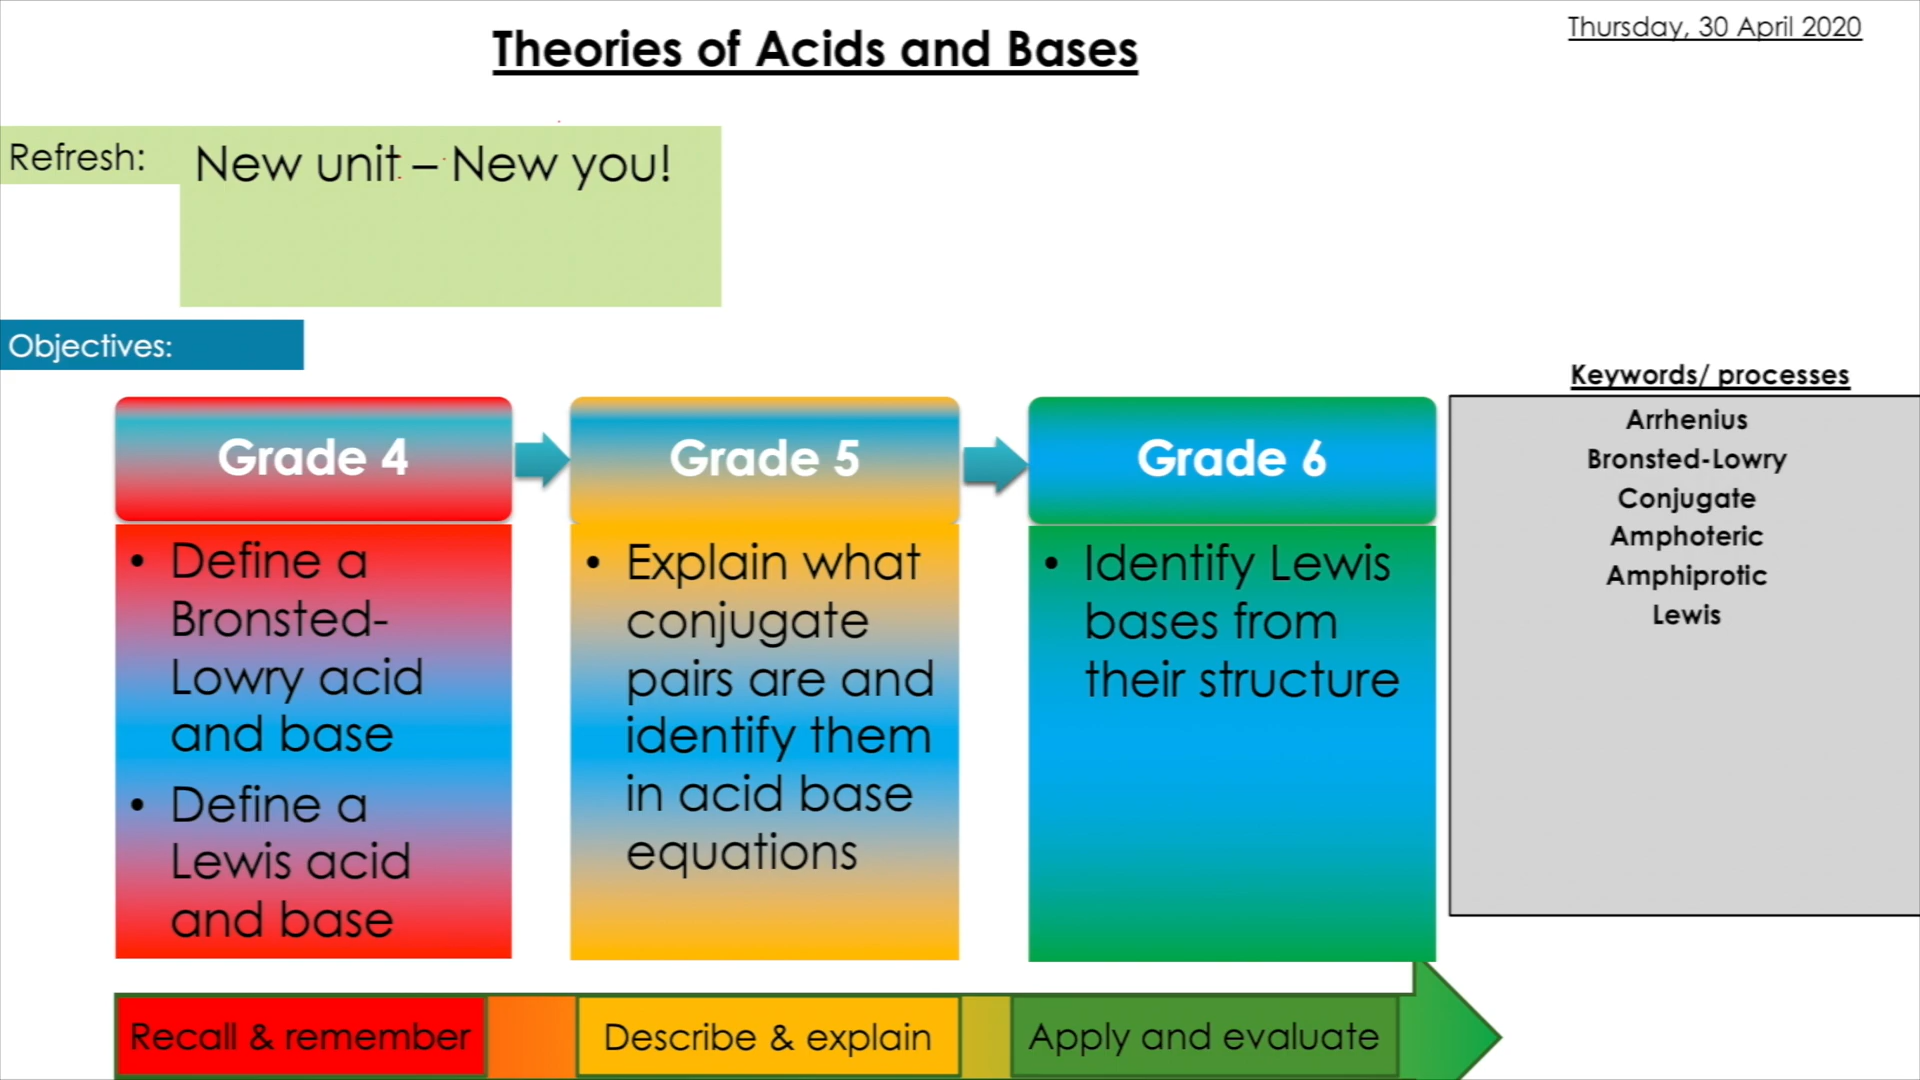 Theories of Acids and Bases
Thursday, 30 April 2020
Refresh:
New unit – New you!
Objectives:
Grade 4
• Define a
Bronsted-
Lowry acid
and base
• Define a
Lewis acid
and base
Grade 5
• Explain what
conjugate
pairs are and
identify them
in acid base
equations
Grade 6
• Identify Lewis
bases from
their structure
Keywords/ processes
Arrhenius
Bronsted-Lowry
Conjugate
Amphoteric
Amphiprotic
Lewis
Recall & remember
Describe & explain
Apply and evaluate